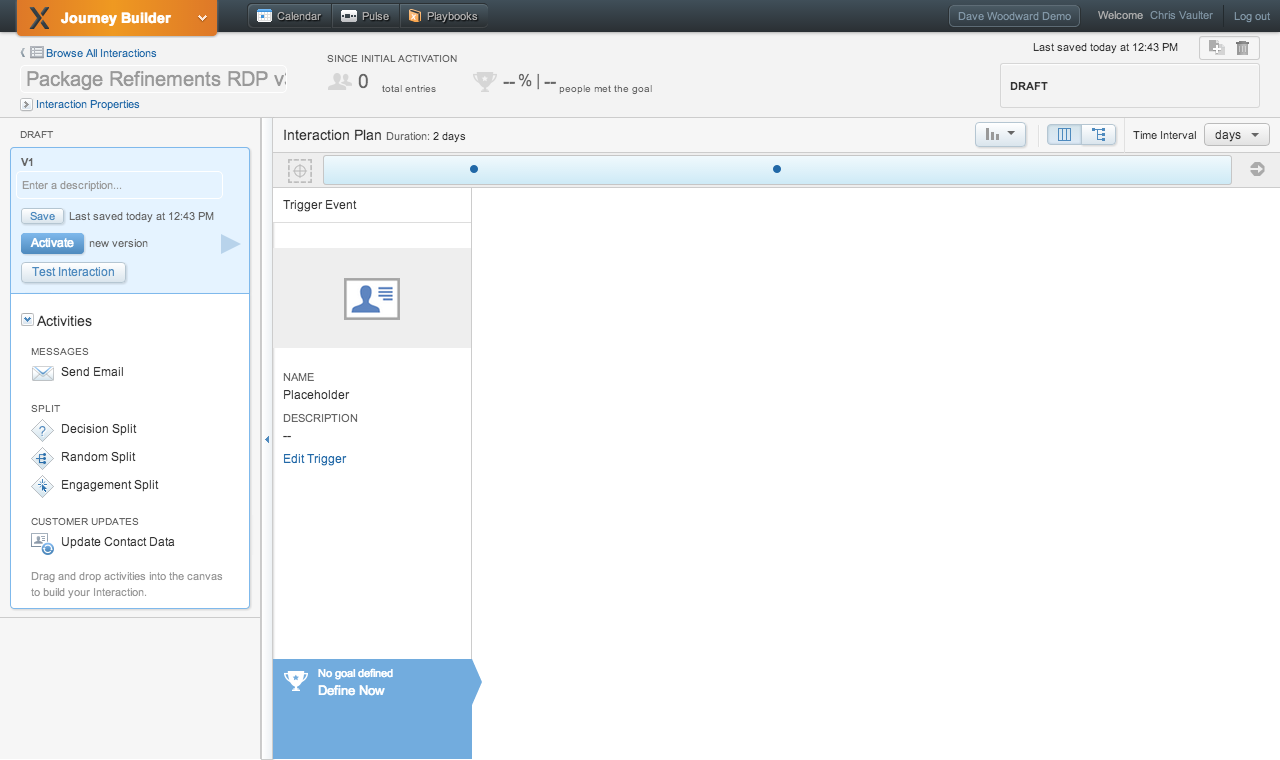 Journey Builder
Calendar
Pulse
Playbooks
Dave Woodward Demo
Welcome Chris Vaulter
Log out
Browse All Interactions
Package Refinements RDP v
Interaction Properties
SINCE INITIAL ACTIVATION
0 total entries
-- % | -- people met the goal
Last saved today at 12:43 PM
DRAFT
DRAFT
V1
Enter a description...
Save Last saved today at 12:43 PM
Activate new version
Test Interaction
Activities
MESSAGES
Send Email
SPLIT
Decision Split
Random Split
Engagement Split
CUSTOMER UPDATES
Update Contact Data
Drag and drop activities into the canvas
to build your Interaction.
Interaction Plan Duration: 2 days
Time Interval days
Trigger Event
NAME
Placeholder
DESCRIPTION
--
Edit Trigger
No goal defined
Define Now